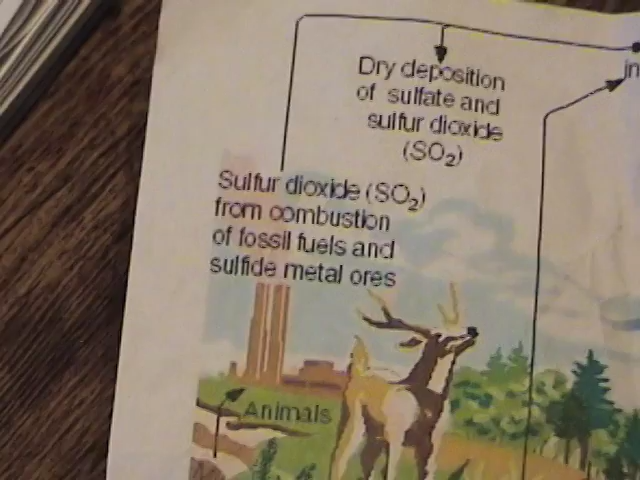 Dry deposition
of sulfate and
sulfur dioxide
(SO₂)
in
Sulfur dioxide (SO₂)
from combustion
of fossil fuels and
sulfide metal ores
Animals